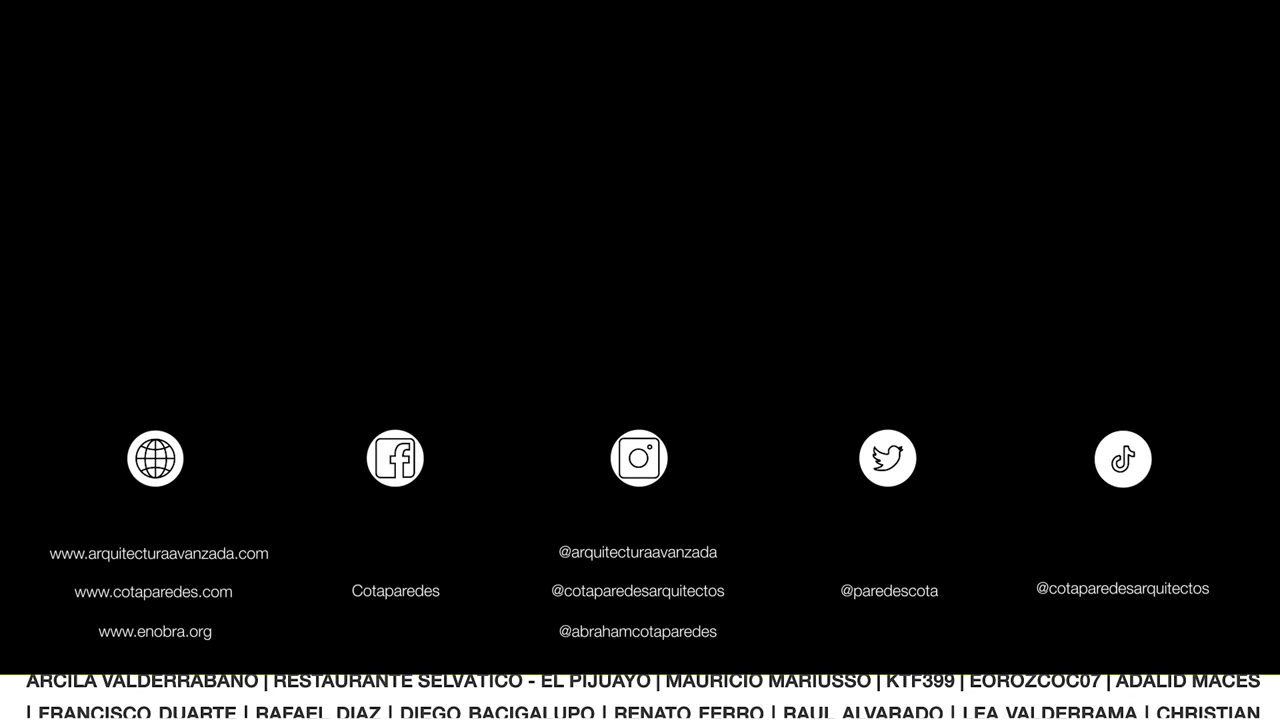 www.arquitecturaavanzada.com
www.cotaparedes.com
www.enobra.org
Cotaparedes
@arquitecturaavanzada
@cotaparedesarquitectos
@abrahamcotaparedes
@paredescota
@cotaparedesarquitectos
ARCILA VALDERRABANO | RESTAURANTE SELVATICO - EL PIJUAYO | MAURICIO MARIUSSO | KTF399 | EOROZCOC07 | ADALID MACES
| FRANCISCO DUARTE | RAFAEL DIAZ | DIEGO BACIGALUPO | RENATO FERRO | RAUL ALVARADO | LEA VALDERRAMA | CHRISTIAN